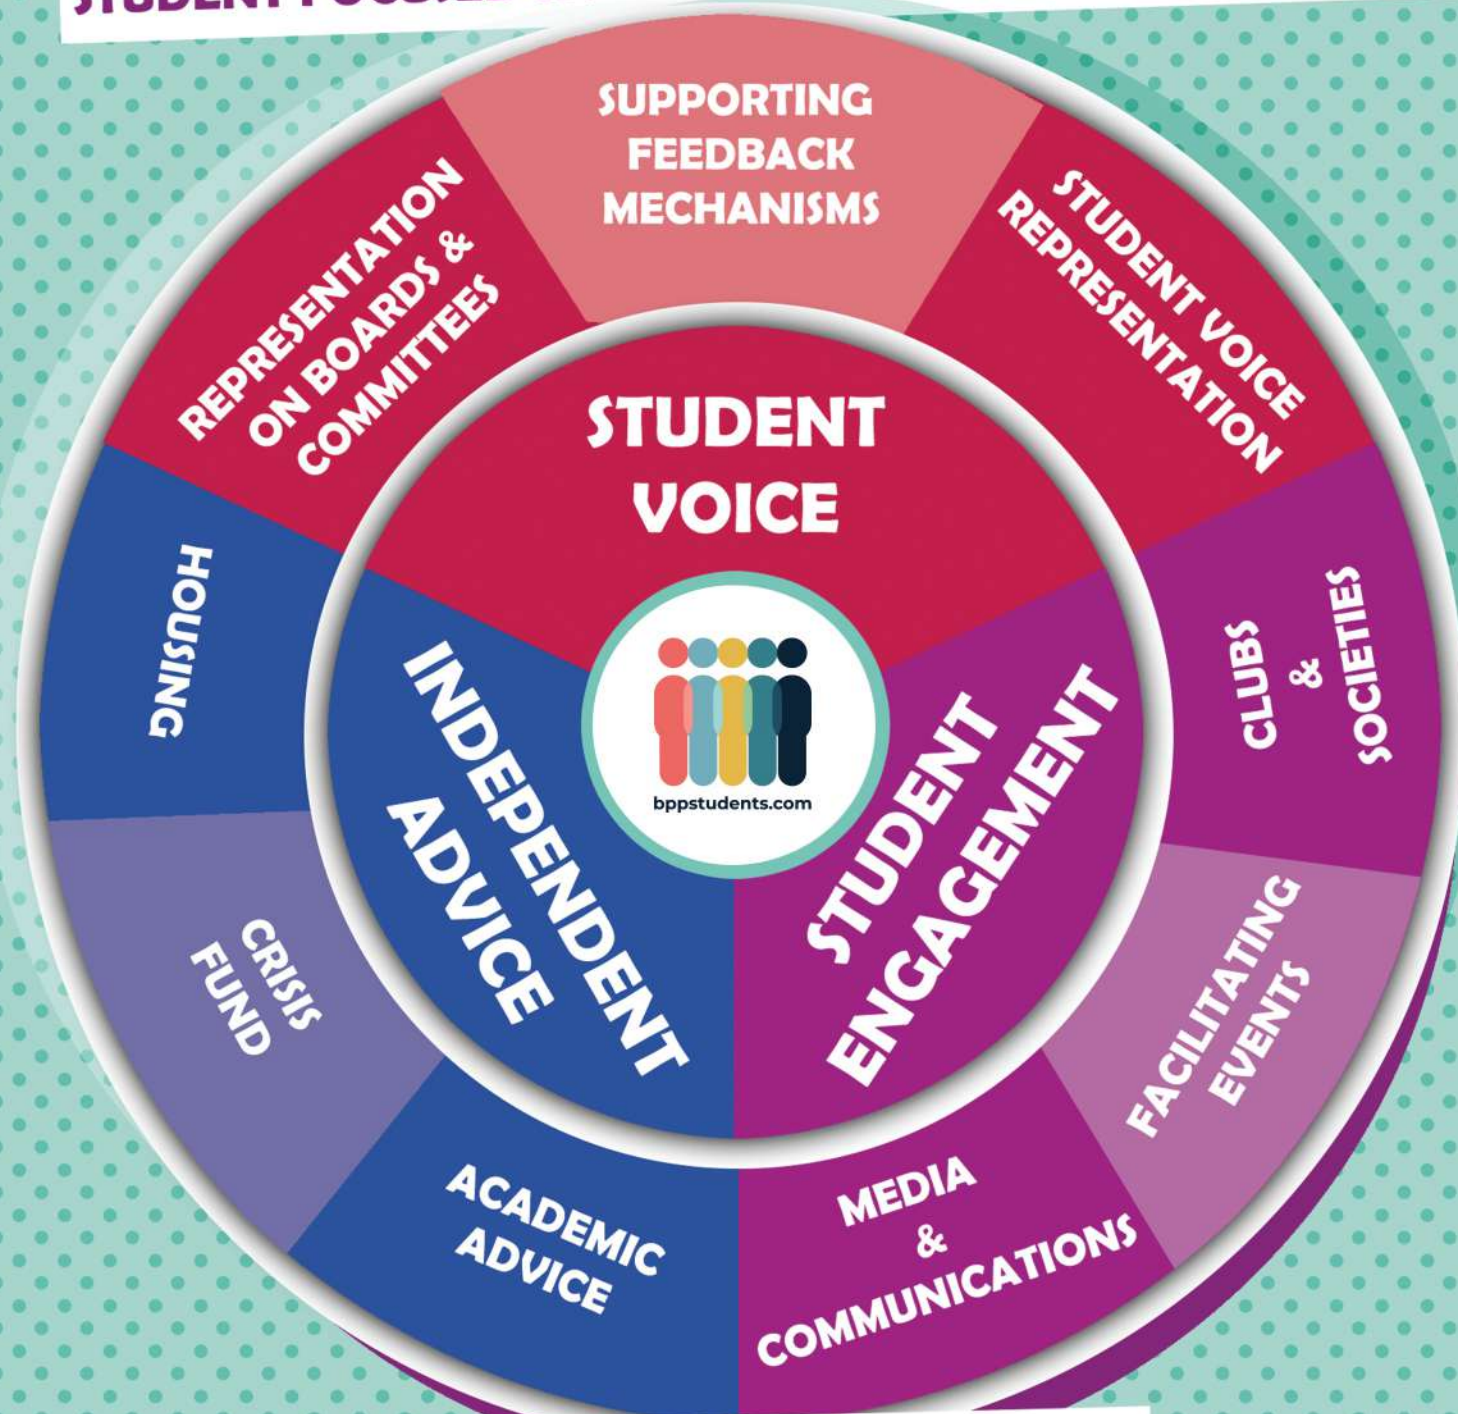 STUDENT
SUPPORTING
FEEDBACK
MECHANISMS
STUDENT VOICE
REPRESENTATION
CLUBS
&
SOCIETIES
FACILITATING
EVENTS
MEDIA
&
COMMUNICATIONS
ACADEMIC
ADVICE
CRISIS
FUND
HOUSING
REPRESENTATION
ON BOARDS &
COMMITTEES
STUDENT
VOICE
STUDENT
ENGAGEMENT
INDEPENDENT
ADVICE
bppstudents.com